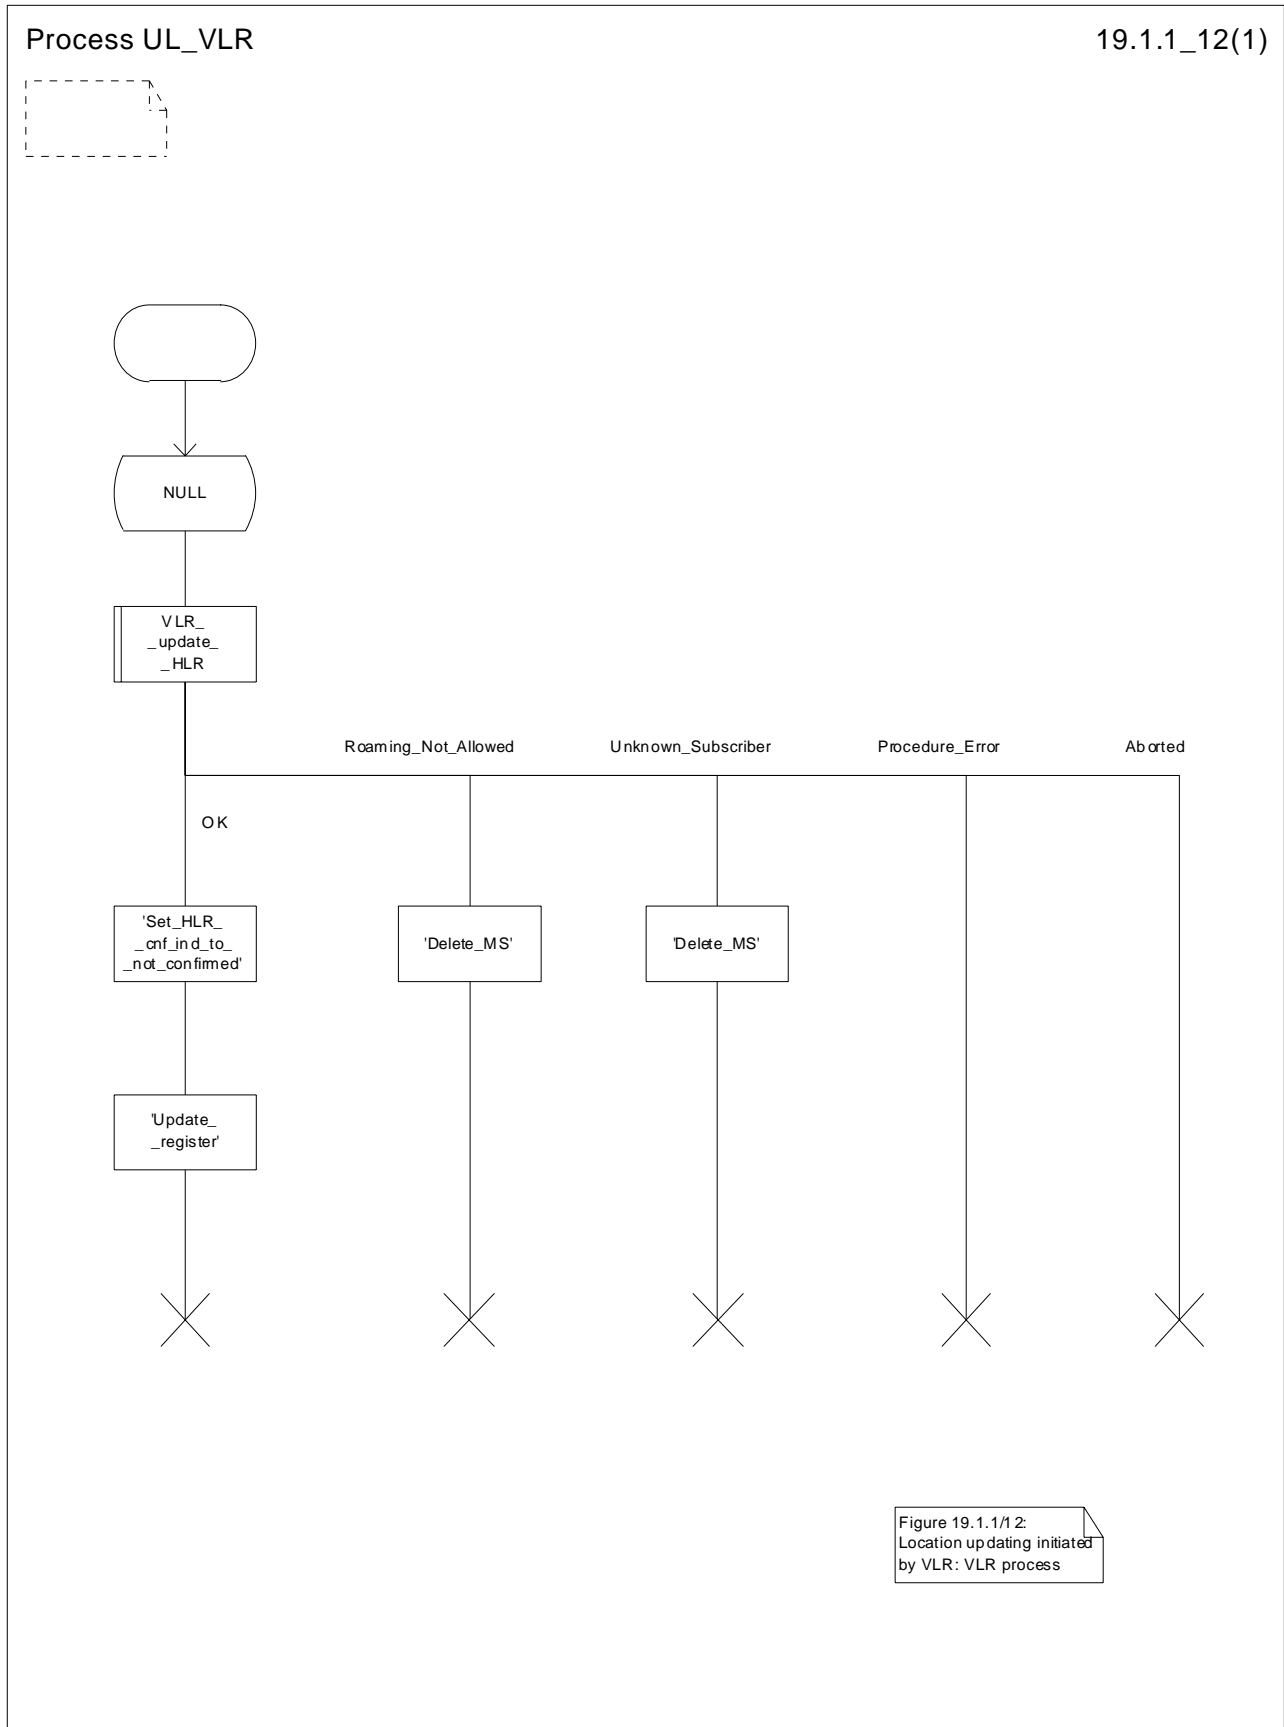 Process UL_VLR
19.1.1_12(1)
NULL
VLR_
_update_
_HLR
Roaming_Not_Allowed
Unknown_Subscriber
Procedure_Error
Aborted
OK
'Set_HLR_
_cnf_ind_to_
_not_confirmed'
'Delete_MS'
'Delete_MS'
'Update_
_register'
Figure 19.1.1/12:
Location updating initiated
by VLR: VLR process